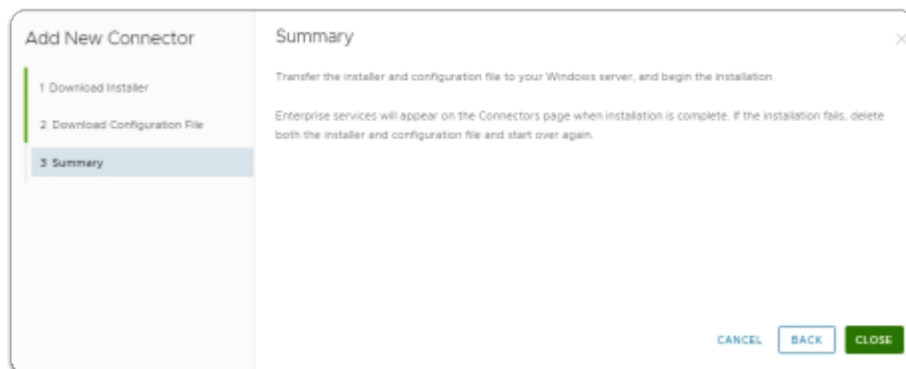 Add New Connector
1 Download Installer
2 Download Configuration File
3 Summary
Summary
Transfer the installer and configuration file to your Windows server, and begin the installation.
Enterprise services will appear on the Connectors page when installation is complete. If the installation fails, delete
both the installer and configuration file and start over again.
CANCEL
BACK
CLOSE